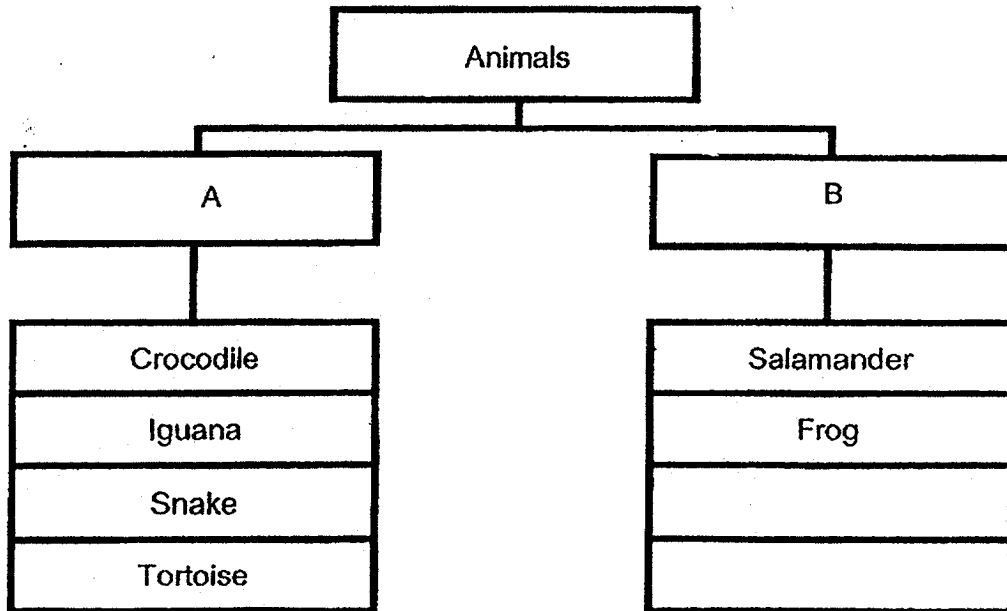 Animals
A
B
Crocodile
Iguana
Snake
Tortoise
Salamander
Frog